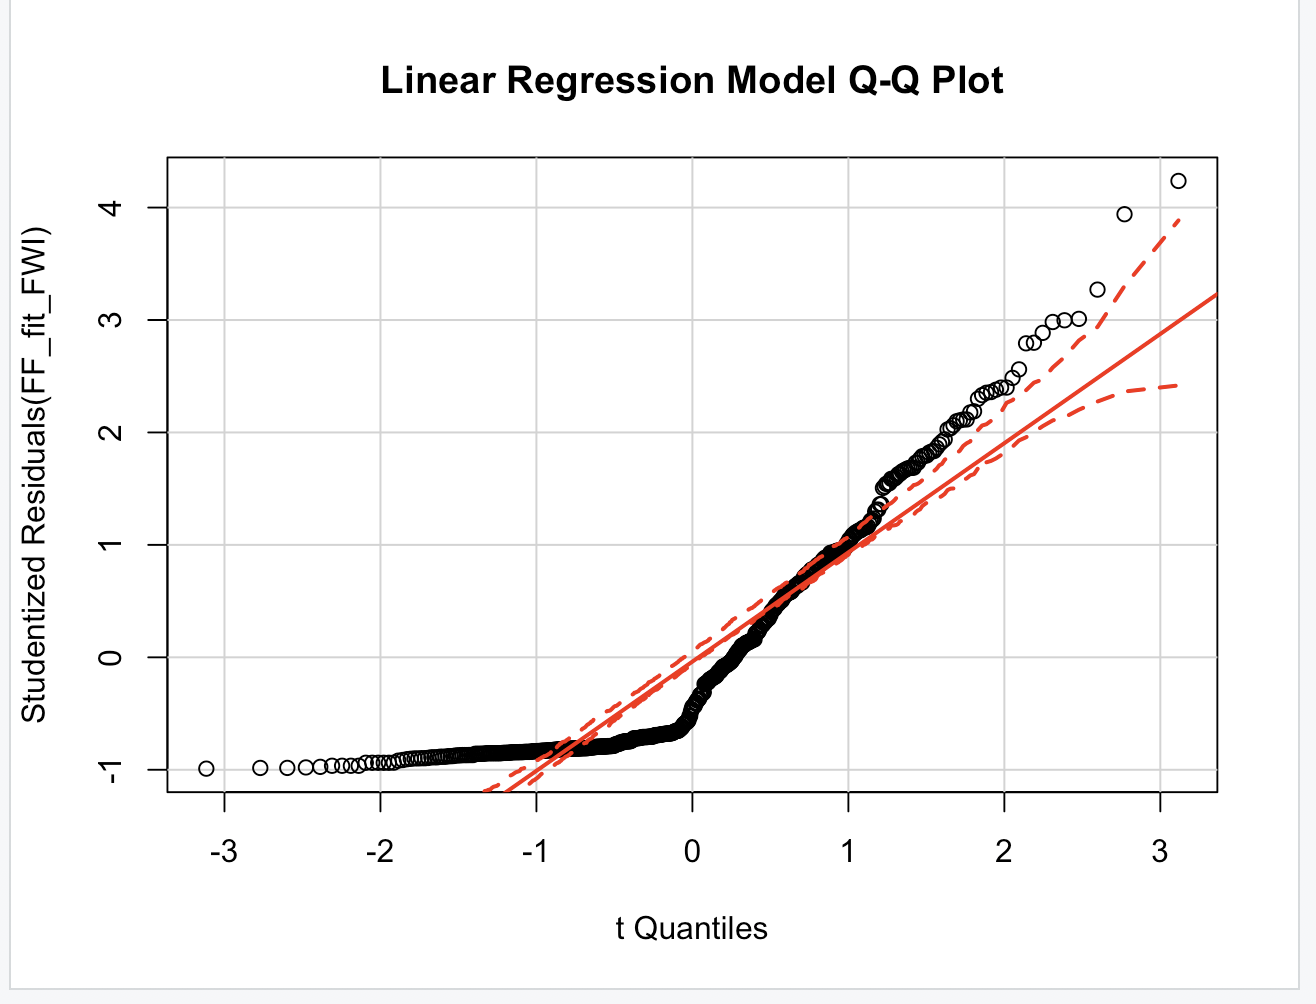 Linear Regression Model Q-Q Plot
Studentized Residuals(FF_fit_FWI)
4
3
2
1
0
-1
-3 -2 -1 0 1 2 3
t Quantiles